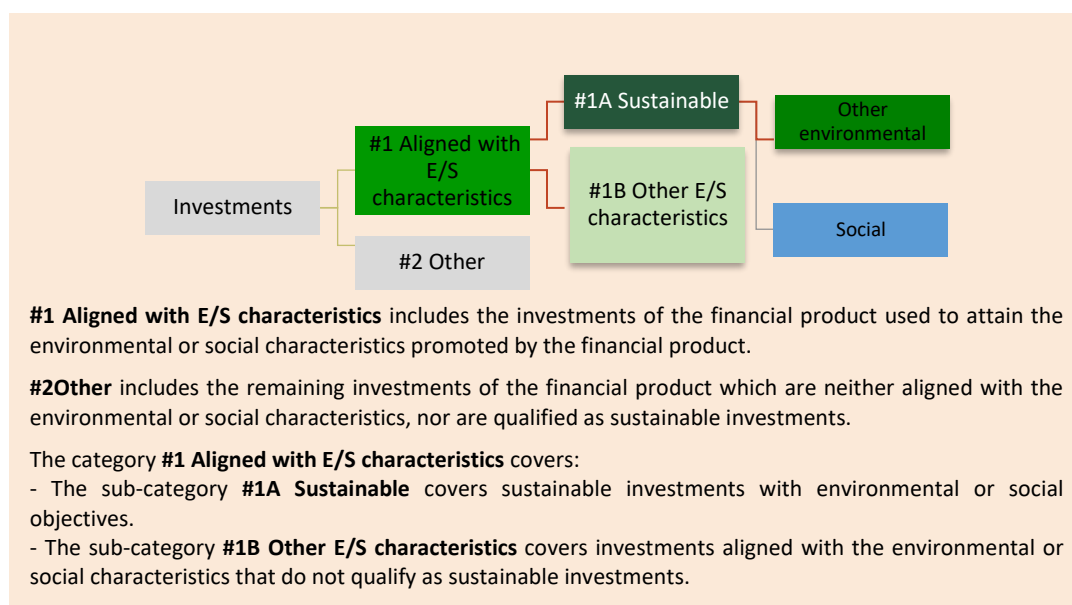 #1A Sustainable
Other
environmental
#1 Aligned with
E/S
characteristics
#1B Other E/S
characteristics
Investments
Social
#2 Other
#1 Aligned with E/S characteristics includes the investments of the financial product used to attain the
environmental or social characteristics promoted by the financial product.
#2Other includes the remaining investments of the financial product which are neither aligned with the
environmental or social characteristics, nor are qualified as sustainable investments.
The category #1 Aligned with E/S characteristics covers:
- The sub-category #1A Sustainable covers sustainable investments with environmental or social
objectives.
- The sub-category #1B Other E/S characteristics covers investments aligned with the environmental or
social characteristics that do not qualify as sustainable investments.